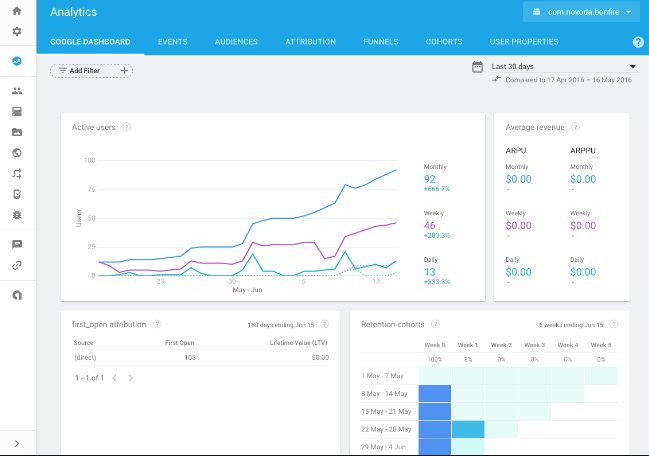 Analytics
com.novoda.bonfire
GOOGLE DASHBOARD EVENTS AUDIENCES ATTRIBUTION FUNNELS COHORTS USER PROPERTIES ?
Add Filter
Last 30 days
Compared to 17 Apr 2016 – 16 May 2016
Active users ?
Users
100
75
50
25
0
23 30 6 13
May - Jun
Monthly
92
+666.7%
Weekly
46
+283.3%
Daily
13
+333.3%
Average revenue ?
ARPU ARPPU
Monthly Monthly
$0.00 $0.00
- -
Weekly Weekly
$0.00 $0.00
- -
Daily Daily
$0.00 $0.00
- -
first_open attribution ? 180 days ending Jun 15 ?
Source First Open Lifetime Value (LTV)
(direct) 103 $0.00
1 - 1 of 1
Retention cohorts ? 6 weeks ending Jun 15 ?
Week 0 Week 1 Week 2 Week 3 Week 4 Week 5
100% 8% 0% 0% 0% 0%
1 May - 7 May
8 May - 14 May
15 May - 21 May
22 May - 28 May
29 May - 4 Jun